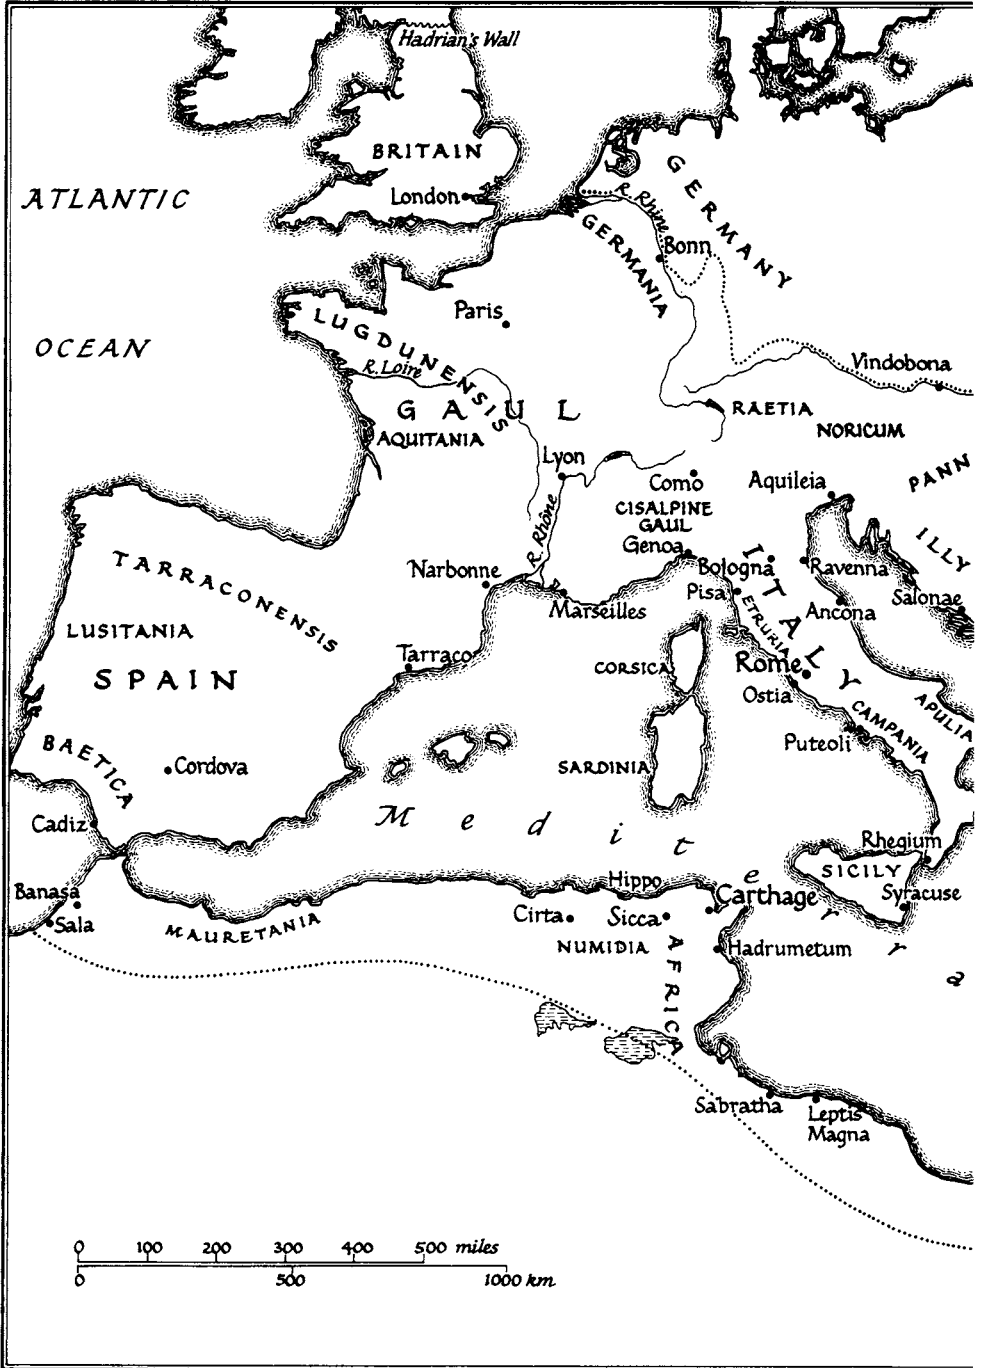 Hadrian's Wall
BRITAIN
London
ATLANTIC
OCEAN
GERMANY
R. Rhine
GERMANIA
Bonn
Paris
LUGDUNENSIS
R. Loire
GAUL
AQUITANIA
Vindobona
RAETIA
NORICUM
PANN
ILLY
Lyon
R. Rhône
Como
CISALPINE
GAUL
Genoa
Aquileia
ITALY
Bologna
Ravenna
Pisa
ETRURIA
Ancona
Salonae
Narbonne
Marseilles
TARRACONENSIS
LUSITANIA
SPAIN
Tarraco
CORSICA
Rome
Ostia
CAMPANIA
APULIA
Puteoli
BAETICA
Cordova
SARDINIA
Cadiz
Mediterra
Rhegium
SICILY
Syracuse
Banasa
Sala
MAURETANIA
Hippo
Cirta
Sicca
Carthage
NUMIDIA
AFRICA
Hadrumetum
Sabratha
Leptis
Magna
0 100 200 300 400 500 miles
0 500 1000 km